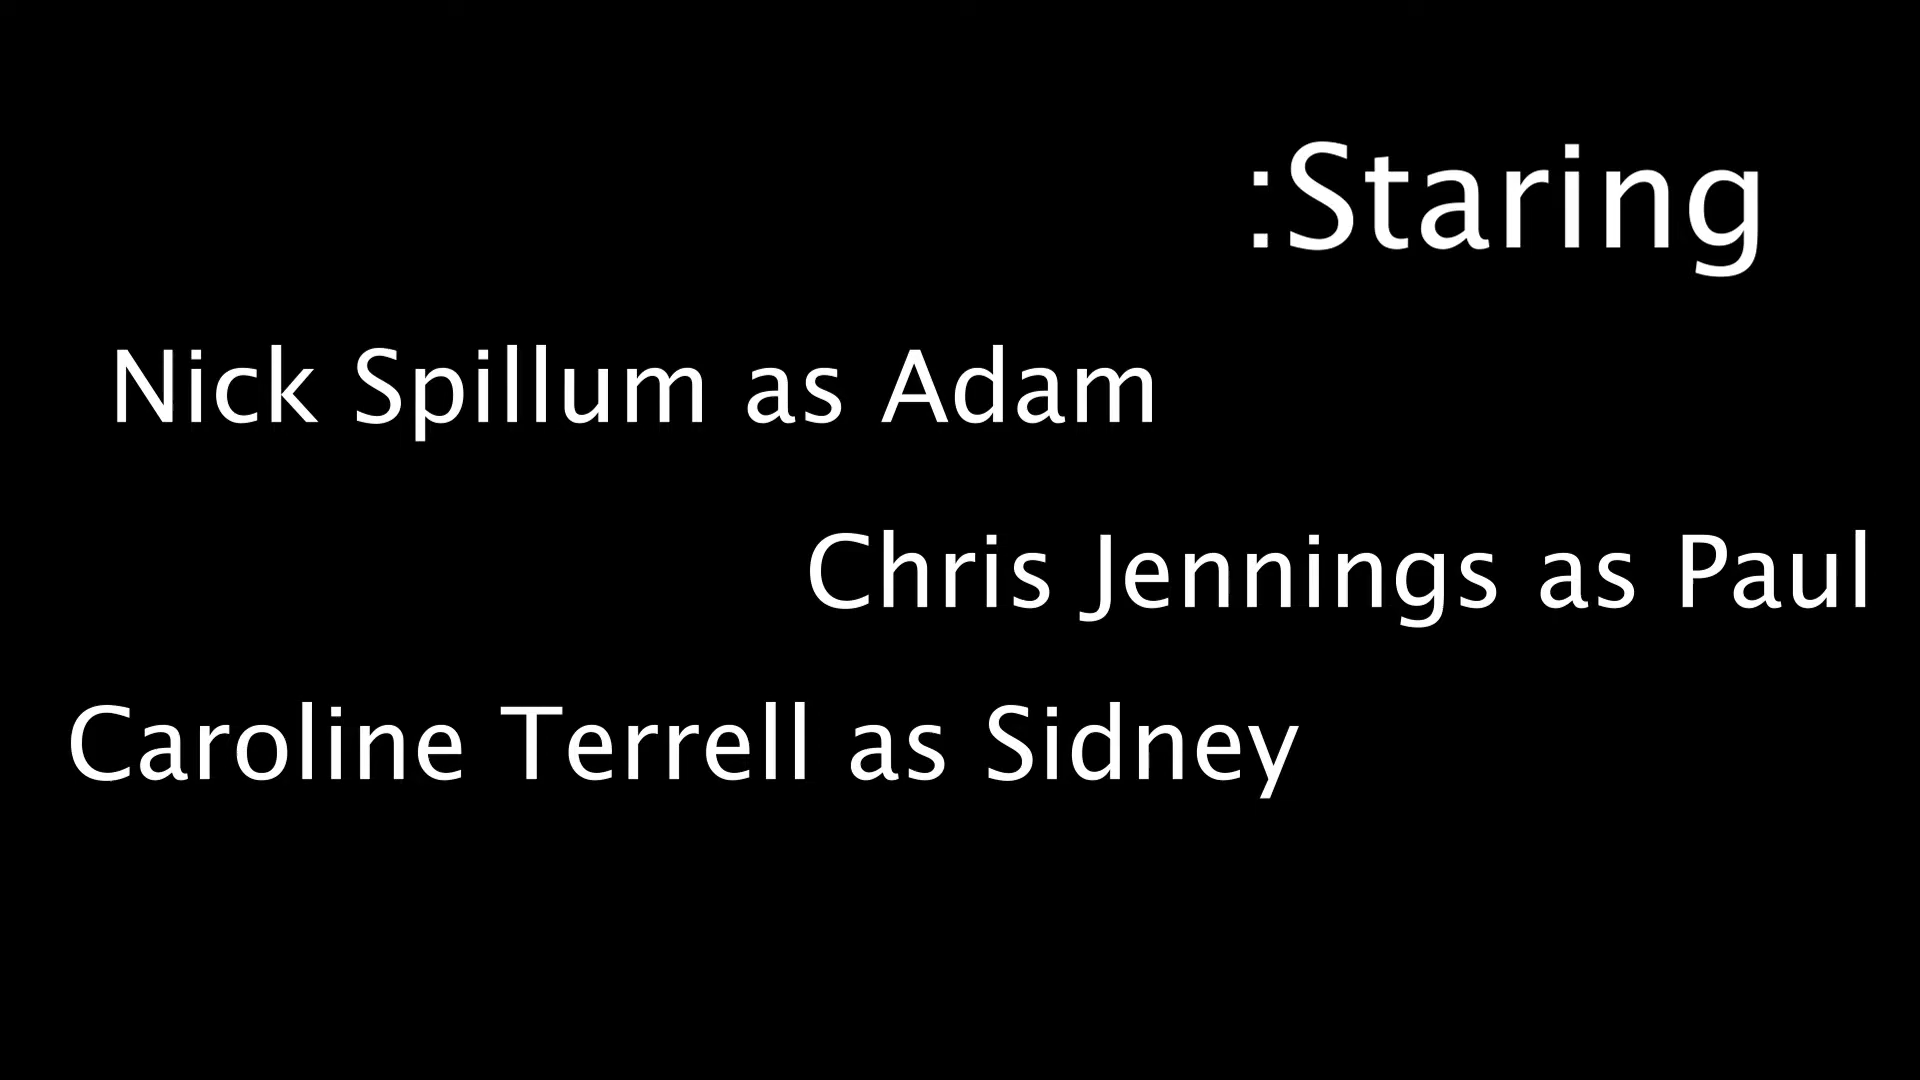 :Staring
Nick Spillum as Adam
Chris Jennings as Paul
Caroline Terrell as Sidney